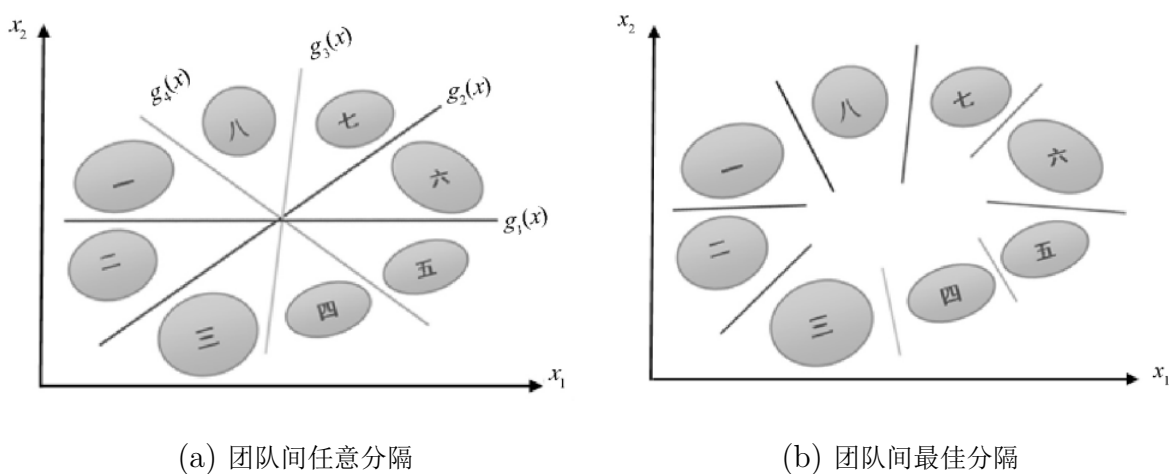 x₂
g₃(x)
g₄(x)
g₂(x)
八
七
一
六
g₁(x)
二
五
四
三
x₁
(a) 团队间任意分隔
x₂
八
七
六
一
二
五
四
三
x₁
(b) 团队间最佳分隔